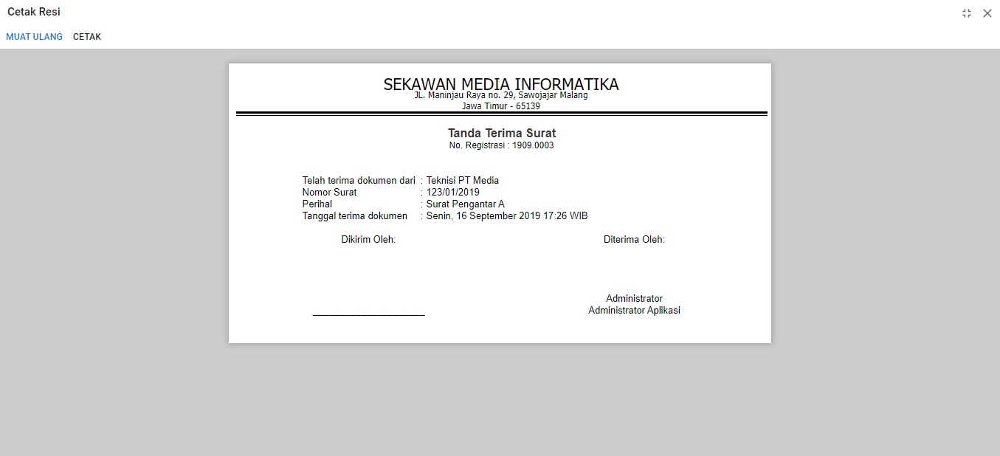 Cetak Resi
MUAT ULANG CETAK
SEKAWAN MEDIA INFORMATIKA
JL. Maninjau Raya no. 29, Sawojajar Malang
Jawa Timur - 65139
Tanda Terima Surat
No. Registrasi : 1909.0003
Telah terima dokumen dari : Teknisi PT Media
Nomor Surat : 123/01/2019
Perihal : Surat Pengantar A
Tanggal terima dokumen : Senin, 16 September 2019 17:26 WIB
Dikirim Oleh: Diterima Oleh:
Administrator
_____________________ Administrator Aplikasi